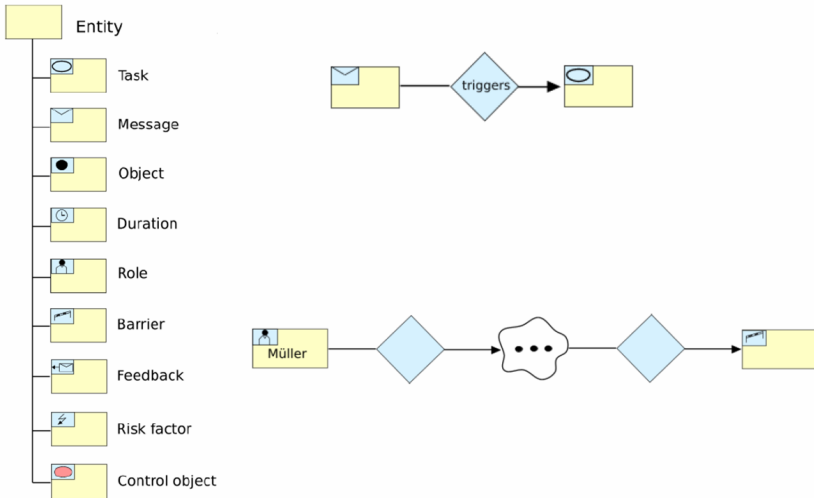 Entity
Task
Message
Object
Duration
Role
Barrier
Feedback
Risk factor
Control object
triggers
Müller